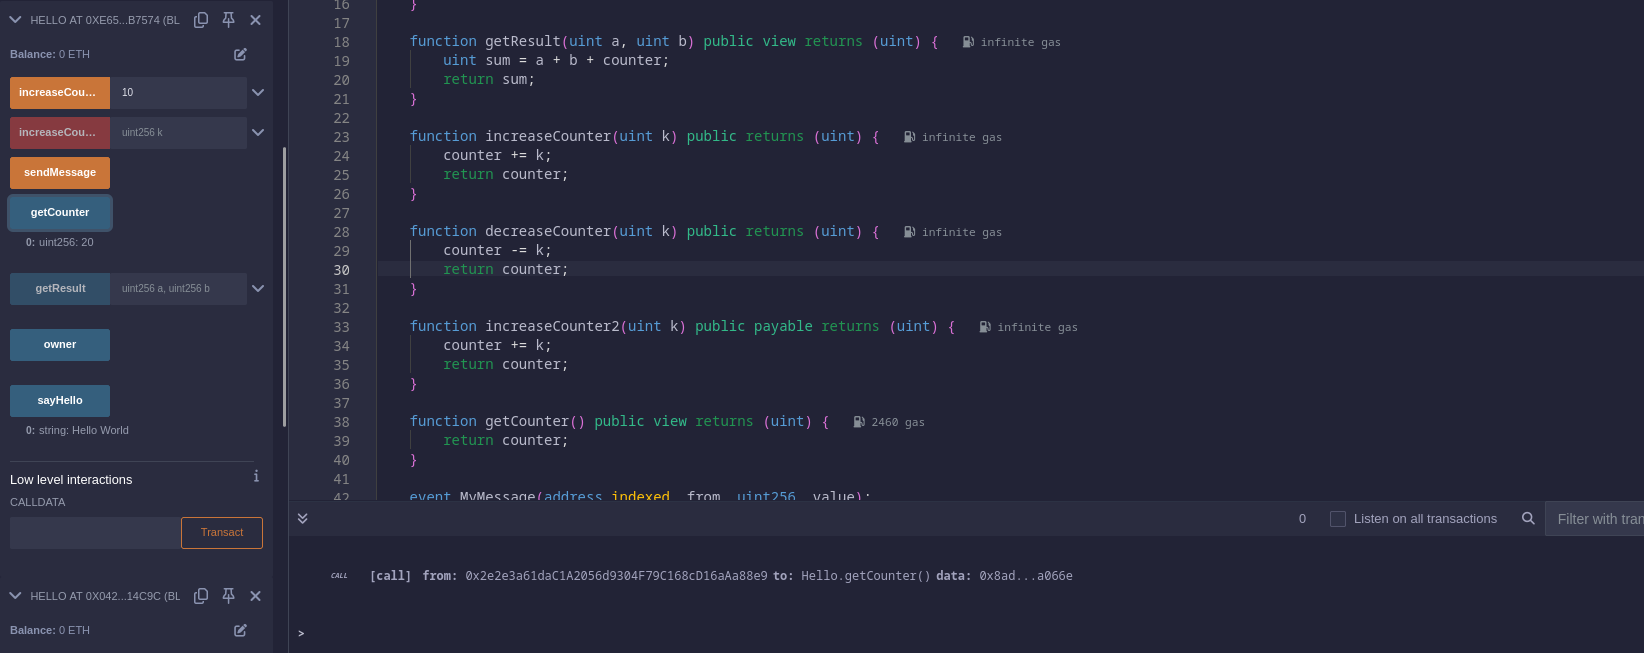 HELLO AT 0XE65...B7574 (BL
Balance: 0 ETH
increaseCou... 10
increaseCou... uint256 k
sendMessage
getCounter
0: uint256: 20
getResult uint256 a, uint256 b
owner
sayHello
0: string: Hello World
Low level interactions i
CALLDATA
Transact
HELLO AT 0X042...14C9C (BL
Balance: 0 ETH
16 }
17
18 function getResult(uint a, uint b) public view returns (uint) { infinite gas
19 uint sum = a + b + counter;
20 return sum;
21 }
22
23 function increaseCounter(uint k) public returns (uint) { infinite gas
24 counter += k;
25 return counter;
26 }
27
28 function decreaseCounter(uint k) public returns (uint) { infinite gas
29 counter -= k;
30 return counter;
31 }
32
33 function increaseCounter2(uint k) public payable returns (uint) { infinite gas
34 counter += k;
35 return counter;
36 }
37
38 function getCounter() public view returns (uint) { 2460 gas
39 return counter;
40 }
41
42 event MyMessage(address indexed _from, uint256 _value);
0 Listen on all transactions Filter with tran
CALL [call] from: 0x2e2e3a61daC1A2056d9304F79C168cD16aAa88e9 to: Hello.getCounter() data: 0x8ad...a066e
>